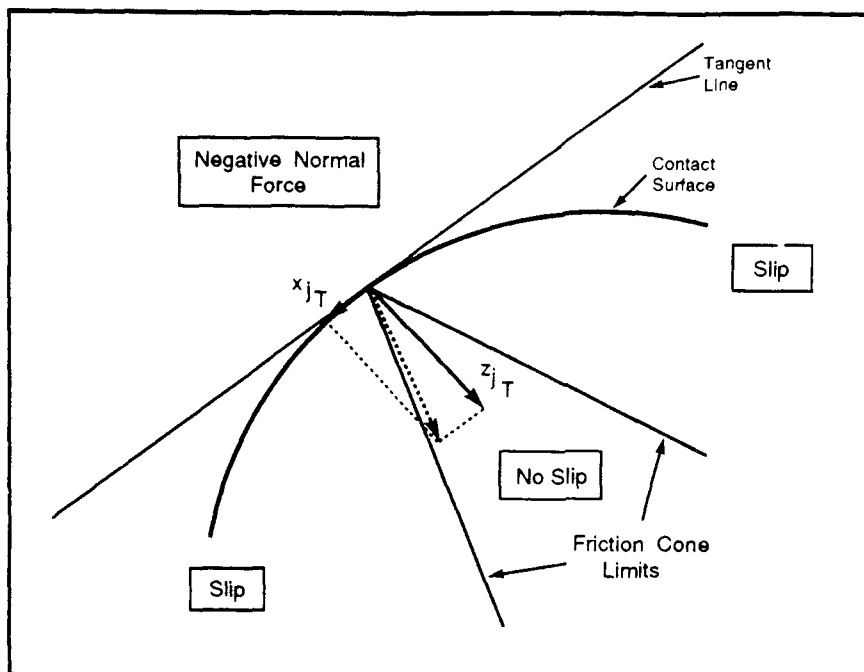 Tangent
Line
Negative Normal
Force
Contact
Surface
Slip
x j T
z j T
No Slip
Friction Cone
Limits
Slip